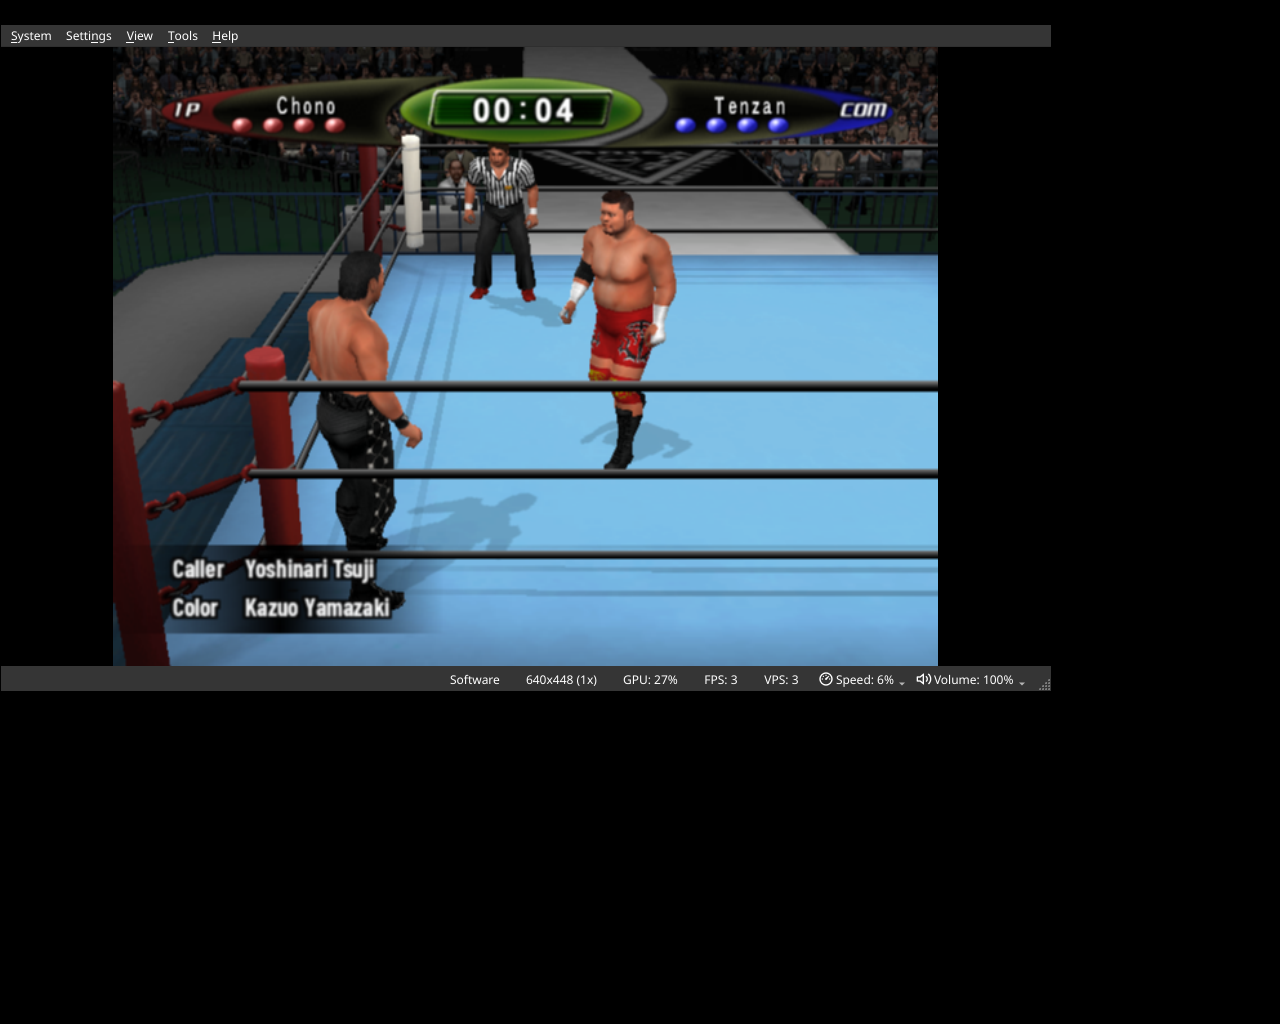 System Settings View Tools Help
1P Chono 00:04 Tenzan COM
Caller Yoshinari Tsuji
Color Kazuo Yamazaki
Software 640x448 (1x) GPU: 27% FPS: 3 VPS: 3 Speed: 6% Volume: 100%